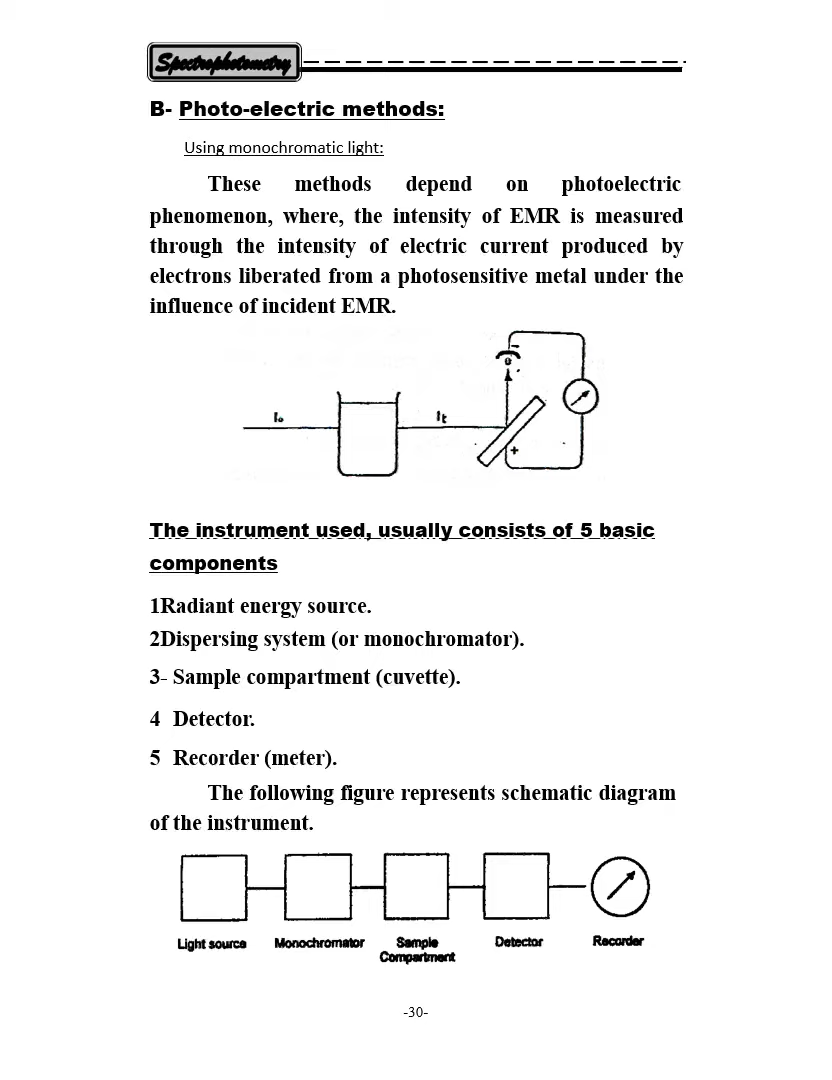 Spectrophotometry
B- Photo-electric methods:
Using monochromatic light:
These methods depend on photoelectric
phenomenon, where, the intensity of EMR is measured
through the intensity of electric current produced by
electrons liberated from a photosensitive metal under the
influence of incident EMR.
- 
e
I₀ It
+
The instrument used, usually consists of 5 basic
components
1Radiant energy source.
2Dispersing system (or monochromator).
3- Sample compartment (cuvette).
4 Detector.
5 Recorder (meter).
The following figure represents schematic diagram
of the instrument.
Light source Monochromator Sample Detector Recorder
Compartment
-30-